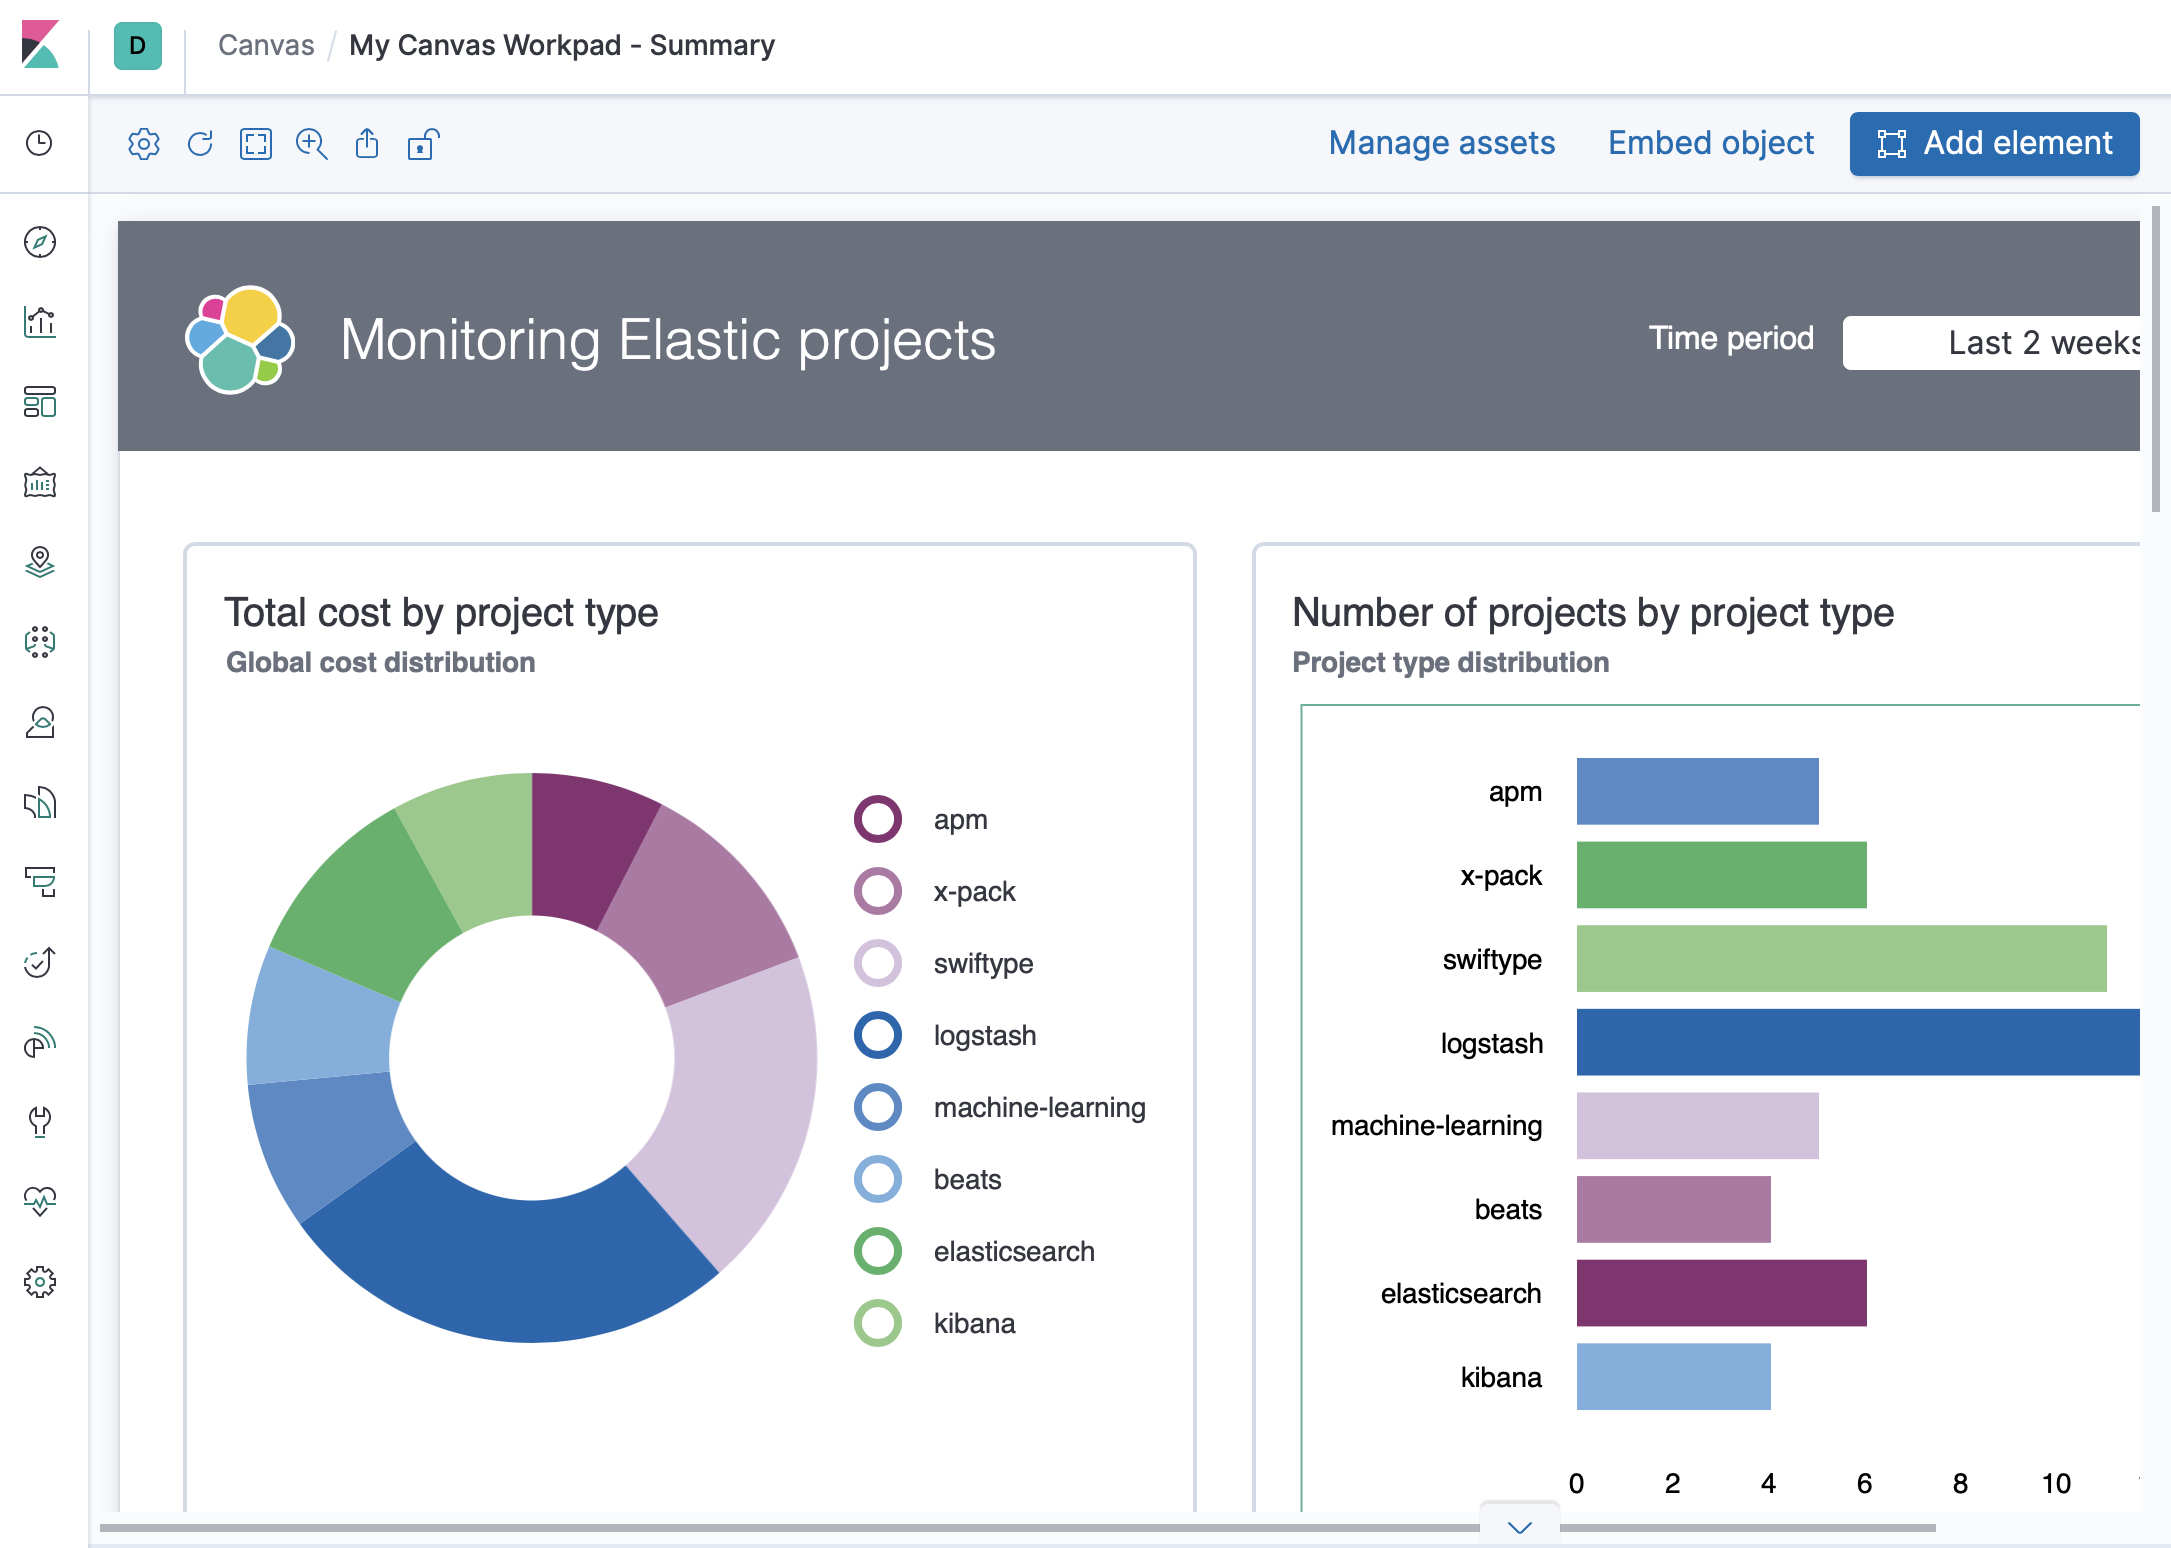 D Canvas / My Canvas Workpad - Summary
Manage assets Embed object Add element
Monitoring Elastic projects
Time period Last 2 weeks
Total cost by project type
Global cost distribution
apm
x-pack
swiftype
logstash
machine-learning
beats
elasticsearch
kibana
Number of projects by project type
Project type distribution
apm
x-pack
swiftype
logstash
machine-learning
beats
elasticsearch
kibana
0 2 4 6 8 10